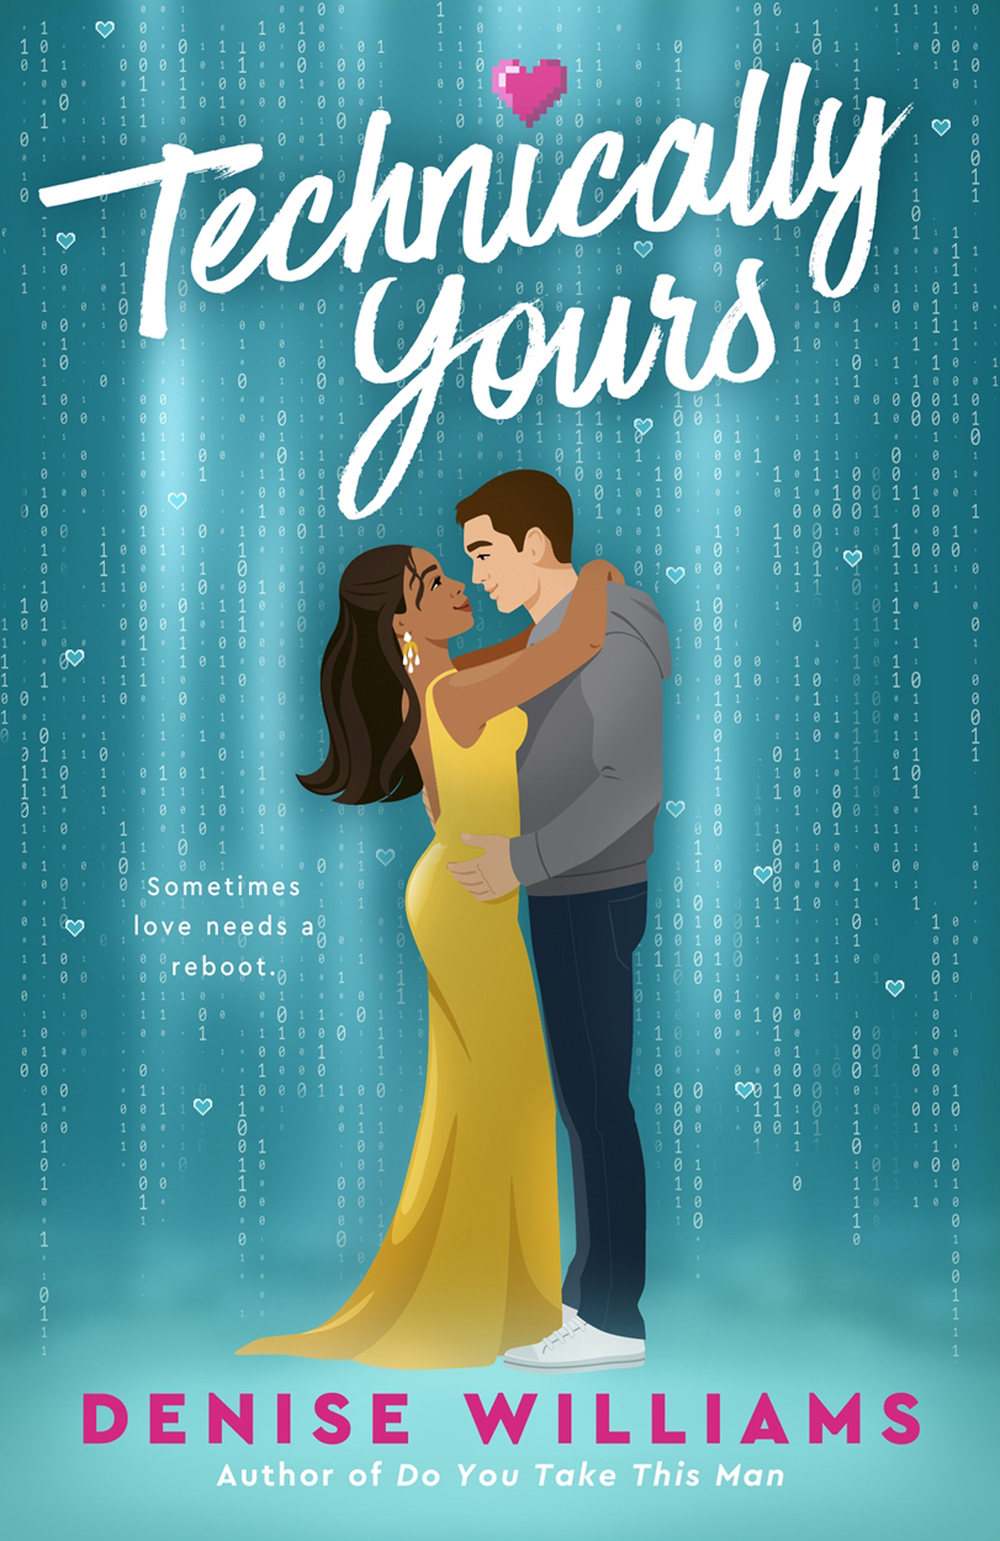 Technically
Yours
Sometimes
love needs a
reboot.
DENISE WILLIAMS
Author of Do You Take This Man